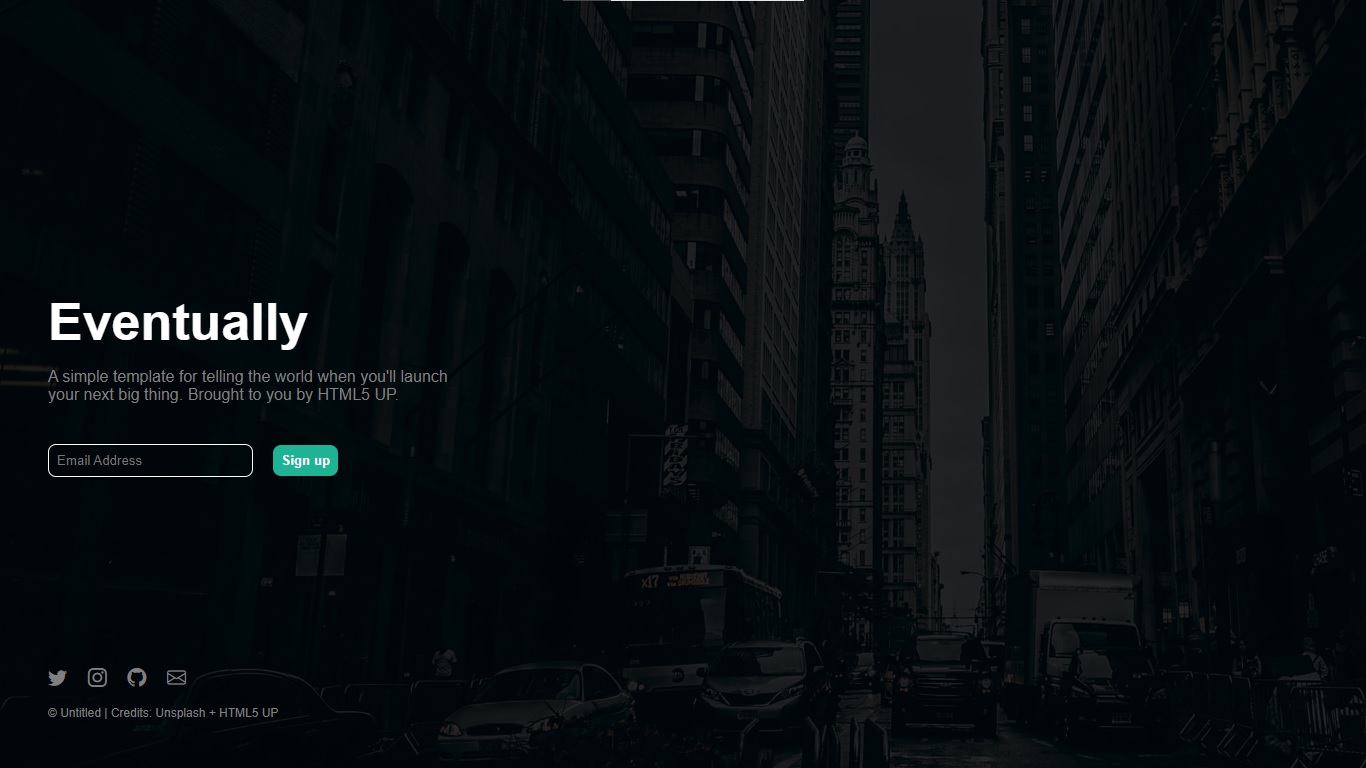 Eventually
A simple template for telling the world when you'll launch
your next big thing. Brought to you by HTML5 UP.
Email Address
Sign up
x17
© Untitled | Credits: Unsplash + HTML5 UP